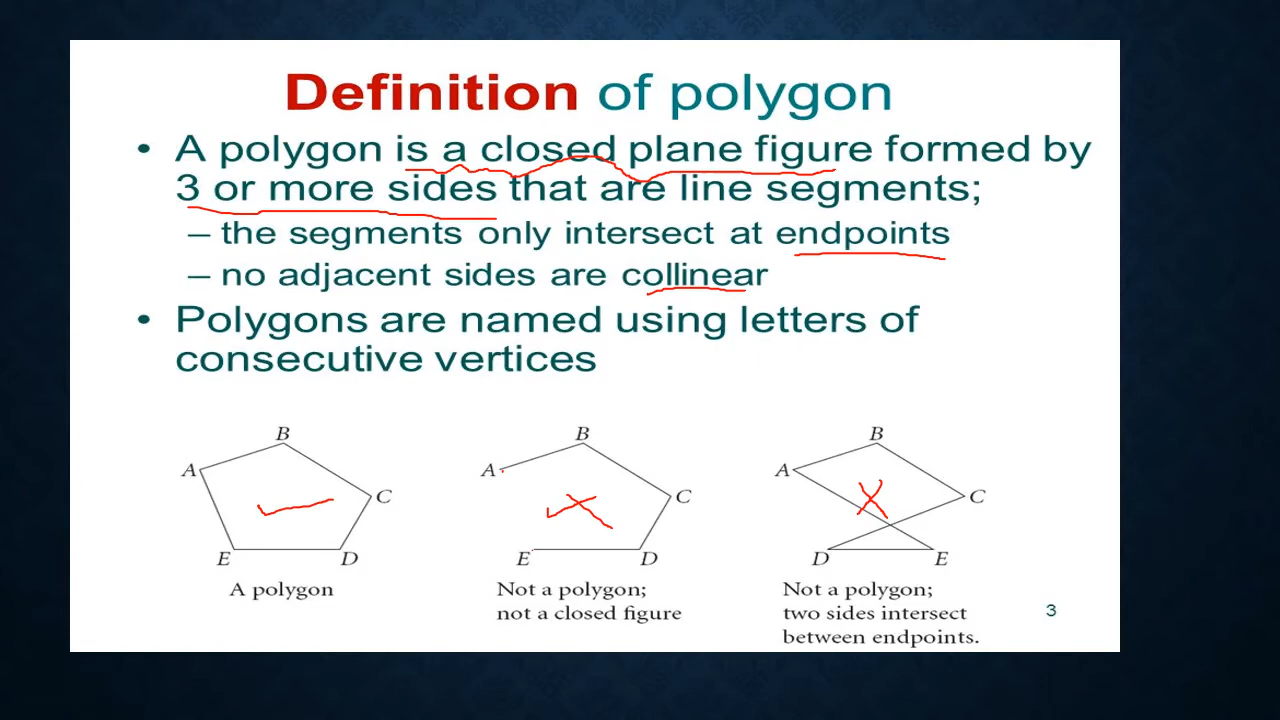 Definition of polygon
• A polygon is a closed plane figure formed by
3 or more sides that are line segments;
– the segments only intersect at endpoints
– no adjacent sides are collinear
• Polygons are named using letters of
consecutive vertices
B
A
C
E
D
A polygon
B
A
C
E
D
Not a polygon;
not a closed figure
B
A
C
D
E
Not a polygon;
two sides intersect
between endpoints.
3